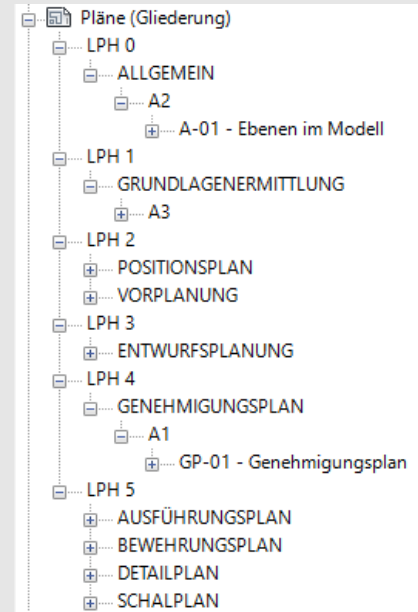 Pläne (Gliederung)
LPH 0
ALLGEMEIN
A2
A-01 - Ebenen im Modell
LPH 1
GRUNDLAGENERMITTLUNG
A3
LPH 2
POSITIONSPLAN
VORPLANUNG
LPH 3
ENTWURFSPLANUNG
LPH 4
GENEHMIGUNGSPLAN
A1
GP-01 - Genehmigungsplan
LPH 5
AUSFÜHRUNGSPLAN
BEWEHRUNGSPLAN
DETAILPLAN
SCHALPLAN